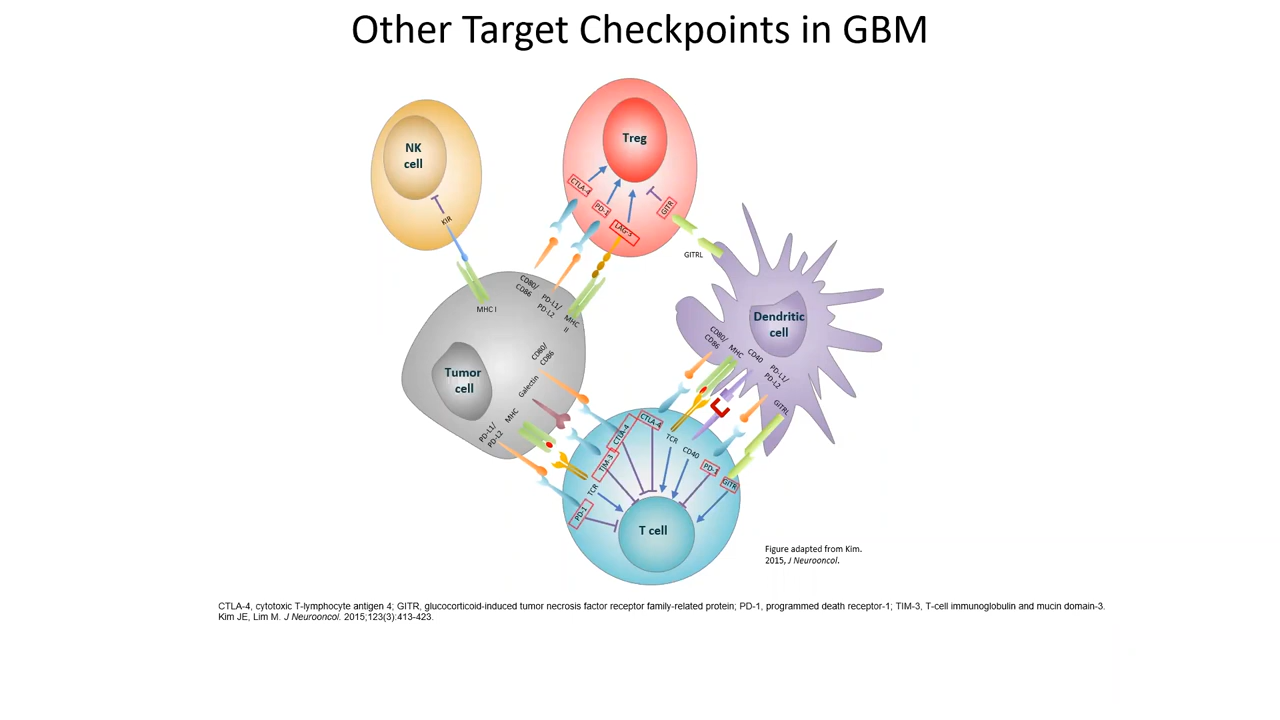 Other Target Checkpoints in GBM
NK
cell
KIR
MHC I
Treg
CTLA-4
PD-1
LAG-3
GITR
GITRL
CD80/
CD86
PD-L1/
PD-L2
MHC
II
Dendritic
cell
CD80/
CD86
MHC
CD40
PD-L1/
PD-L2
GITRL
Tumor
cell
CD80/
CD86
Galectin
MHC
PD-L1/
PD-L2
CTLA-4
CTLA-4
TIM-3
TCR
PD-1
TCR
CD40
PD-1
GITR
T cell
Figure adapted from Kim.
2015, J Neurooncol.
CTLA-4, cytotoxic T-lymphocyte antigen 4; GITR, glucocorticoid-induced tumor necrosis factor receptor family-related protein; PD-1, programmed death receptor-1; TIM-3, T-cell immunoglobulin and mucin domain-3.
Kim JE, Lim M. J Neurooncol. 2015;123(3):413-423.